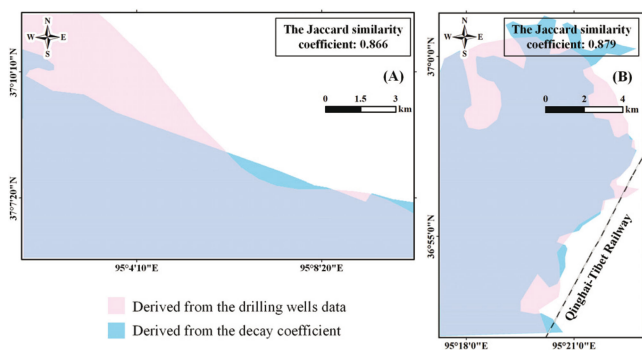 N
W E
S
The Jaccard similarity
coefficient: 0.866
(A)
0 1.5 3
km
37°10'10"N
37°7'20"N
95°4'10"E 95°8'20"E
Derived from the drilling wells data
Derived from the decay coefficient
N
W E
S
The Jaccard similarity
coefficient: 0.879
(B)
0 2 4
km
37°0'0"N
36°55'0"N
Qinghai-Tibet Railway
95°18'0"E 95°21'0"E